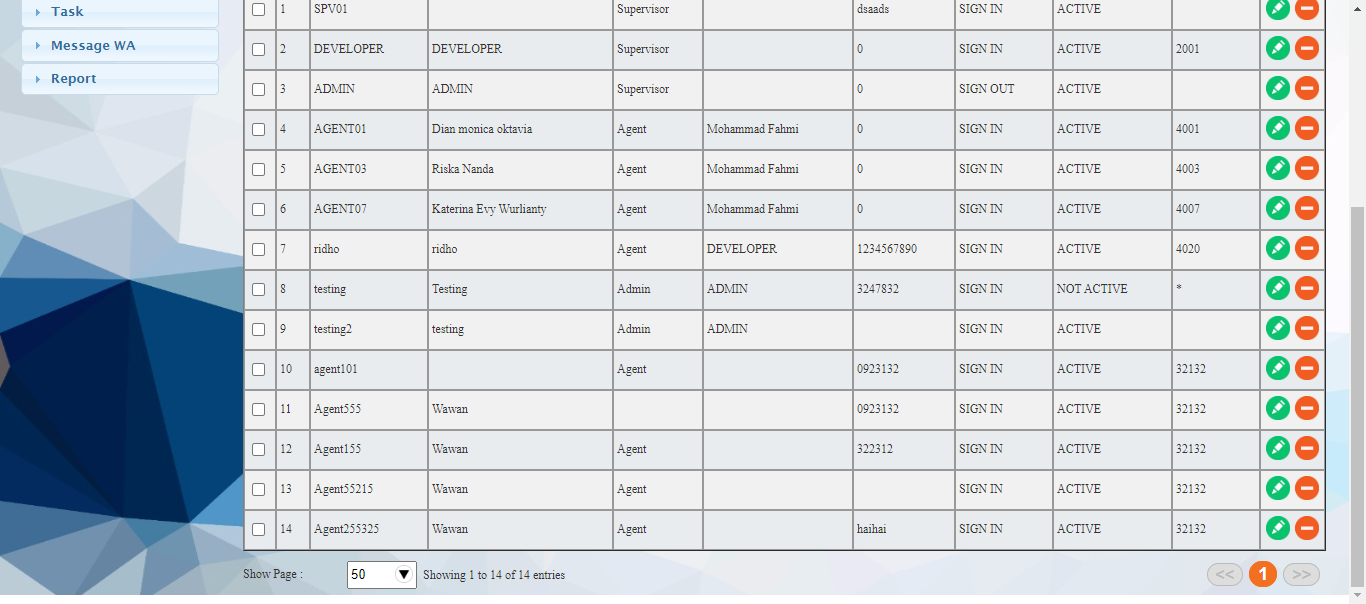 Task
Message WA
Report
1 SPV01 Supervisor dsaads SIGN IN ACTIVE
2 DEVELOPER DEVELOPER Supervisor 0 SIGN IN ACTIVE 2001
3 ADMIN ADMIN Supervisor 0 SIGN OUT ACTIVE
4 AGENT01 Dian monica oktavia Agent Mohammad Fahmi 0 SIGN IN ACTIVE 4001
5 AGENT03 Riska Nanda Agent Mohammad Fahmi 0 SIGN IN ACTIVE 4003
6 AGENT07 Katerina Evy Wurlianty Agent Mohammad Fahmi 0 SIGN IN ACTIVE 4007
7 ridho ridho Agent DEVELOPER 1234567890 SIGN IN ACTIVE 4020
8 testing Testing Admin ADMIN 3247832 SIGN IN NOT ACTIVE *
9 testing2 testing Admin ADMIN SIGN IN ACTIVE
10 agent101 Agent 0923132 SIGN IN ACTIVE 32132
11 Agent555 Wawan 0923132 SIGN IN ACTIVE 32132
12 Agent155 Wawan Agent 322312 SIGN IN ACTIVE 32132
13 Agent55215 Wawan Agent SIGN IN ACTIVE 32132
14 Agent255325 Wawan Agent haihai SIGN IN ACTIVE 32132
Show Page : 50 Showing 1 to 14 of 14 entries << 1 >>